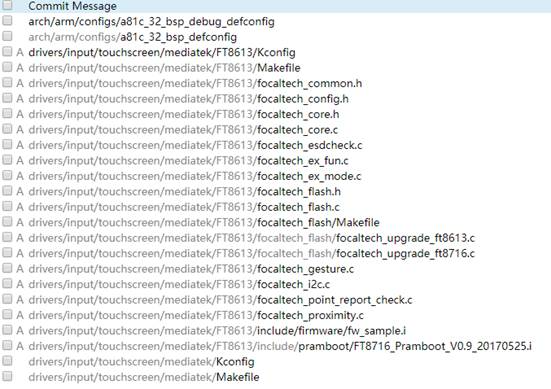 Commit Message
arch/arm/configs/a81c_32_bsp_debug_defconfig
arch/arm/configs/a81c_32_bsp_defconfig
A drivers/input/touchscreen/mediatek/FT8613/Kconfig
A drivers/input/touchscreen/mediatek/FT8613/Makefile
A drivers/input/touchscreen/mediatek/FT8613/focaltech_common.h
A drivers/input/touchscreen/mediatek/FT8613/focaltech_config.h
A drivers/input/touchscreen/mediatek/FT8613/focaltech_core.h
A drivers/input/touchscreen/mediatek/FT8613/focaltech_core.c
A drivers/input/touchscreen/mediatek/FT8613/focaltech_esdcheck.c
A drivers/input/touchscreen/mediatek/FT8613/focaltech_ex_fun.c
A drivers/input/touchscreen/mediatek/FT8613/focaltech_ex_mode.c
A drivers/input/touchscreen/mediatek/FT8613/focaltech_flash.h
A drivers/input/touchscreen/mediatek/FT8613/focaltech_flash.c
A drivers/input/touchscreen/mediatek/FT8613/focaltech_flash/Makefile
A drivers/input/touchscreen/mediatek/FT8613/focaltech_flash/focaltech_upgrade_ft8613.c
A drivers/input/touchscreen/mediatek/FT8613/focaltech_flash/focaltech_upgrade_ft8716.c
A drivers/input/touchscreen/mediatek/FT8613/focaltech_gesture.c
A drivers/input/touchscreen/mediatek/FT8613/focaltech_i2c.c
A drivers/input/touchscreen/mediatek/FT8613/focaltech_point_report_check.c
A drivers/input/touchscreen/mediatek/FT8613/focaltech_proximity.c
A drivers/input/touchscreen/mediatek/FT8613/include/firmware/fw_sample.i
A drivers/input/touchscreen/mediatek/FT8613/include/pramboot/FT8716_Pramboot_V0.9_20170525.i
drivers/input/touchscreen/mediatek/Kconfig
drivers/input/touchscreen/mediatek/Makefile